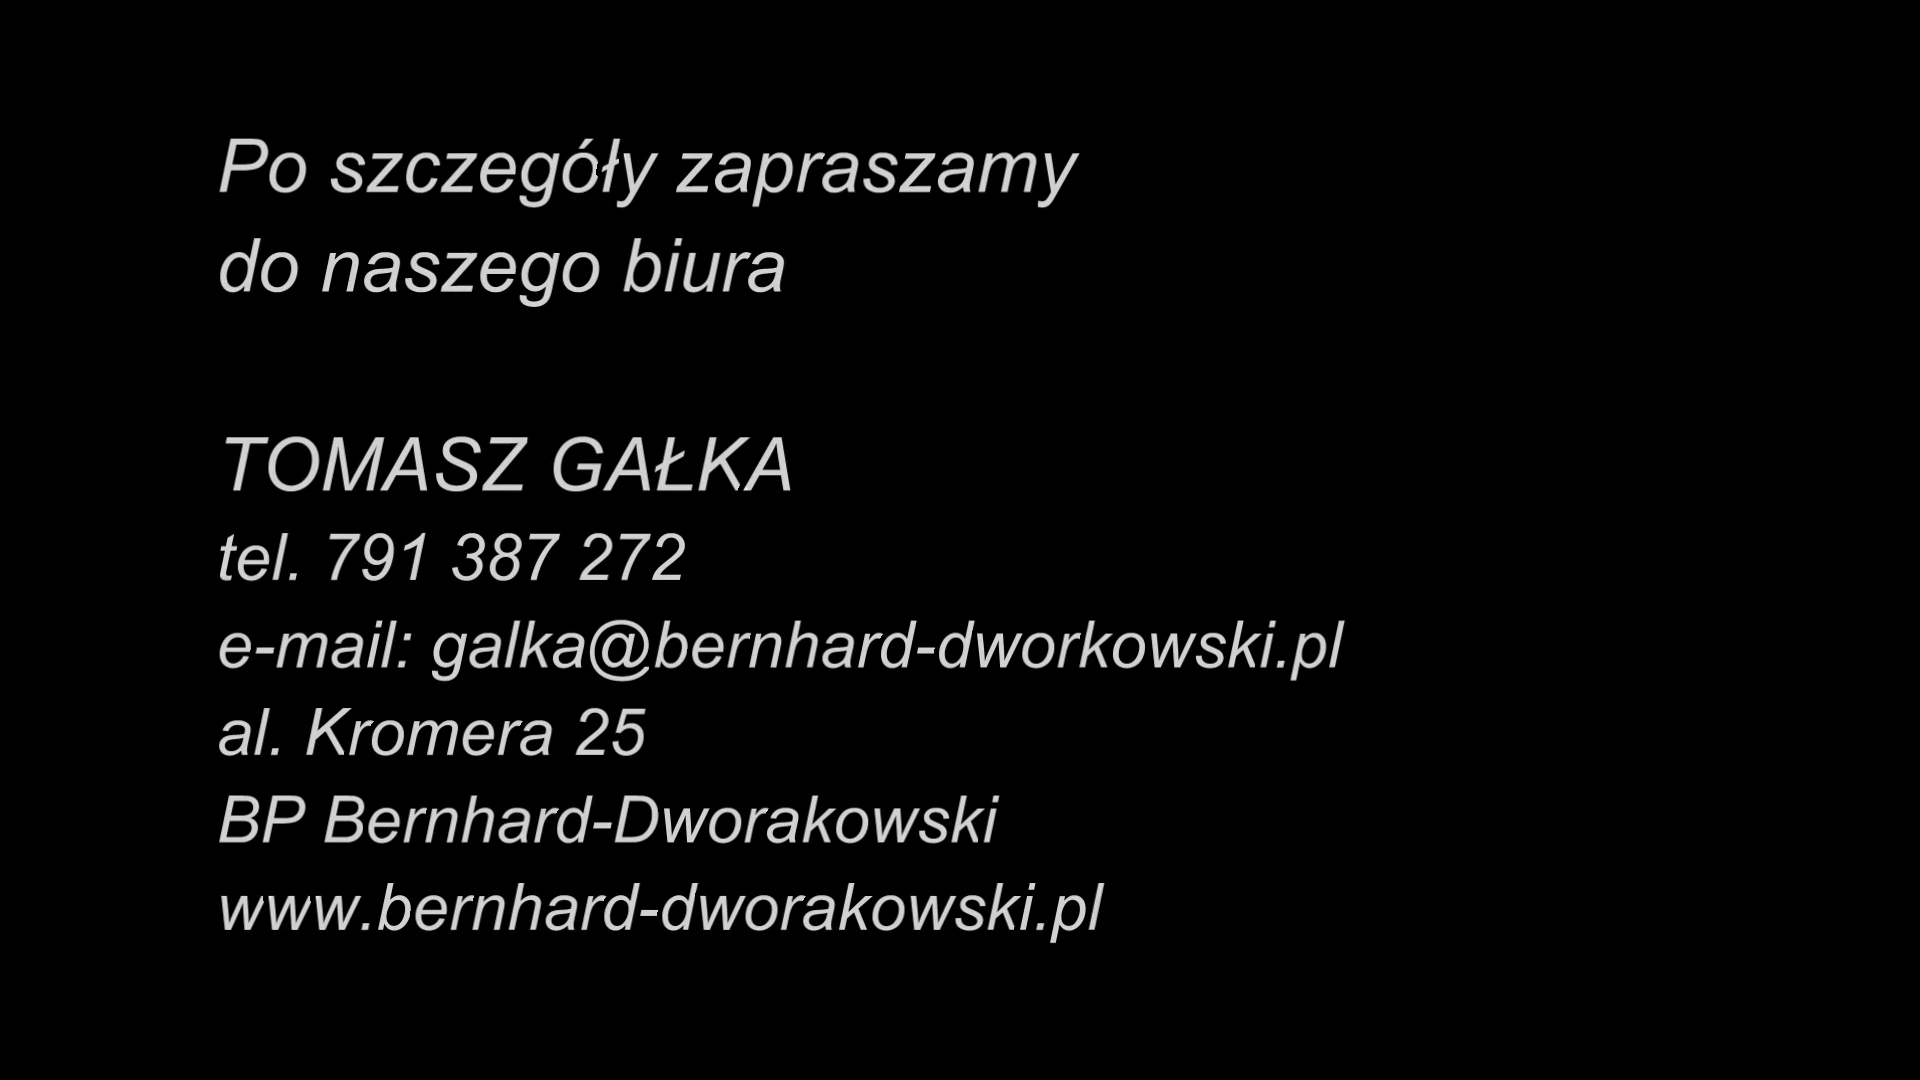 Po szczegóły zapraszamy
do naszego biura
TOMASZ GAŁKA
tel. 791 387 272
e-mail: galka@bernhard-dworkowski.pl
al. Kromera 25
BP Bernhard-Dworakowski
www.bernhard-dworakowski.pl